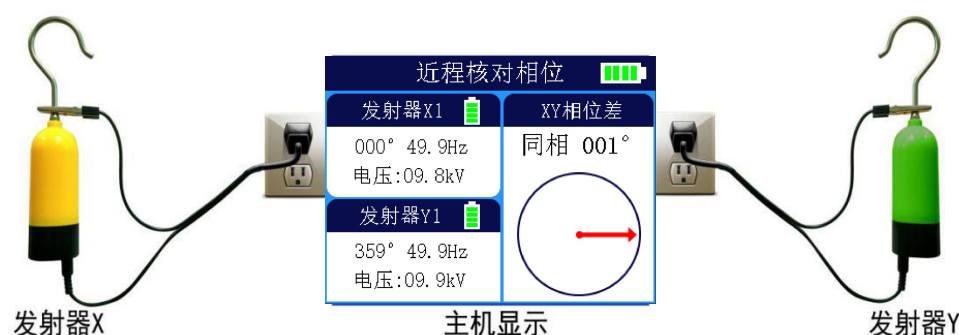 近程核对相位
发射器X1
000° 49.9Hz
电压:09.8kV
发射器Y1
359° 49.9Hz
电压:09.9kV
XY相位差
同相 001°
发射器X
主机显示
发射器Y